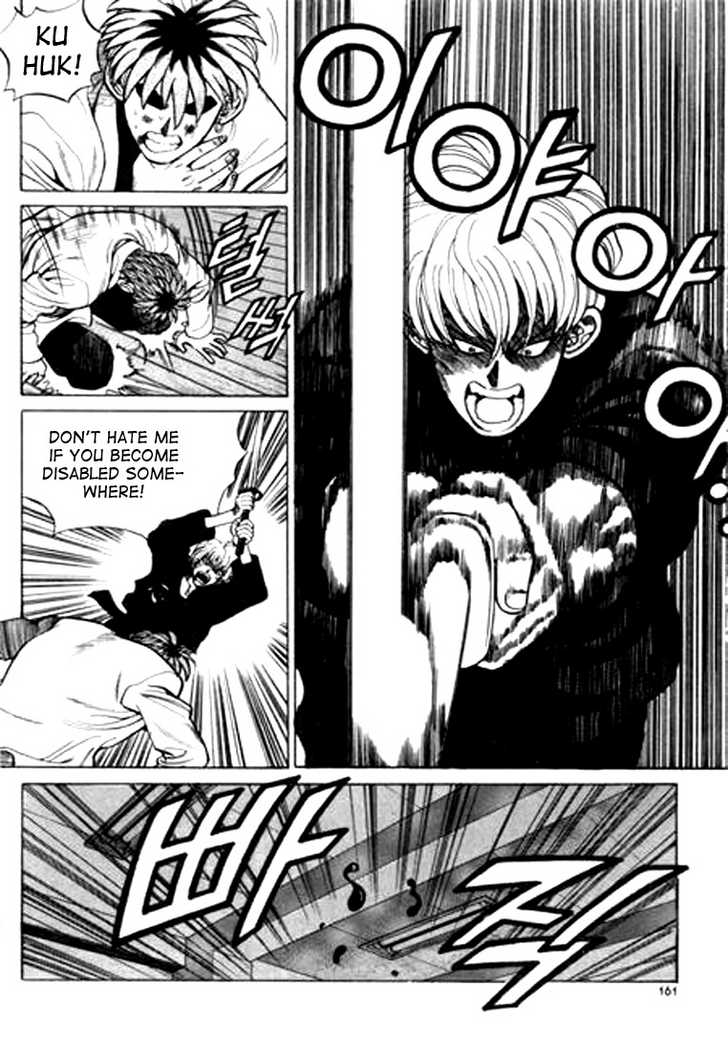 KU
HUK!
털
썩
DON'T HATE ME
IF YOU BECOME
DISABLED SOME-
WHERE!
이야아아!
빠
직
161